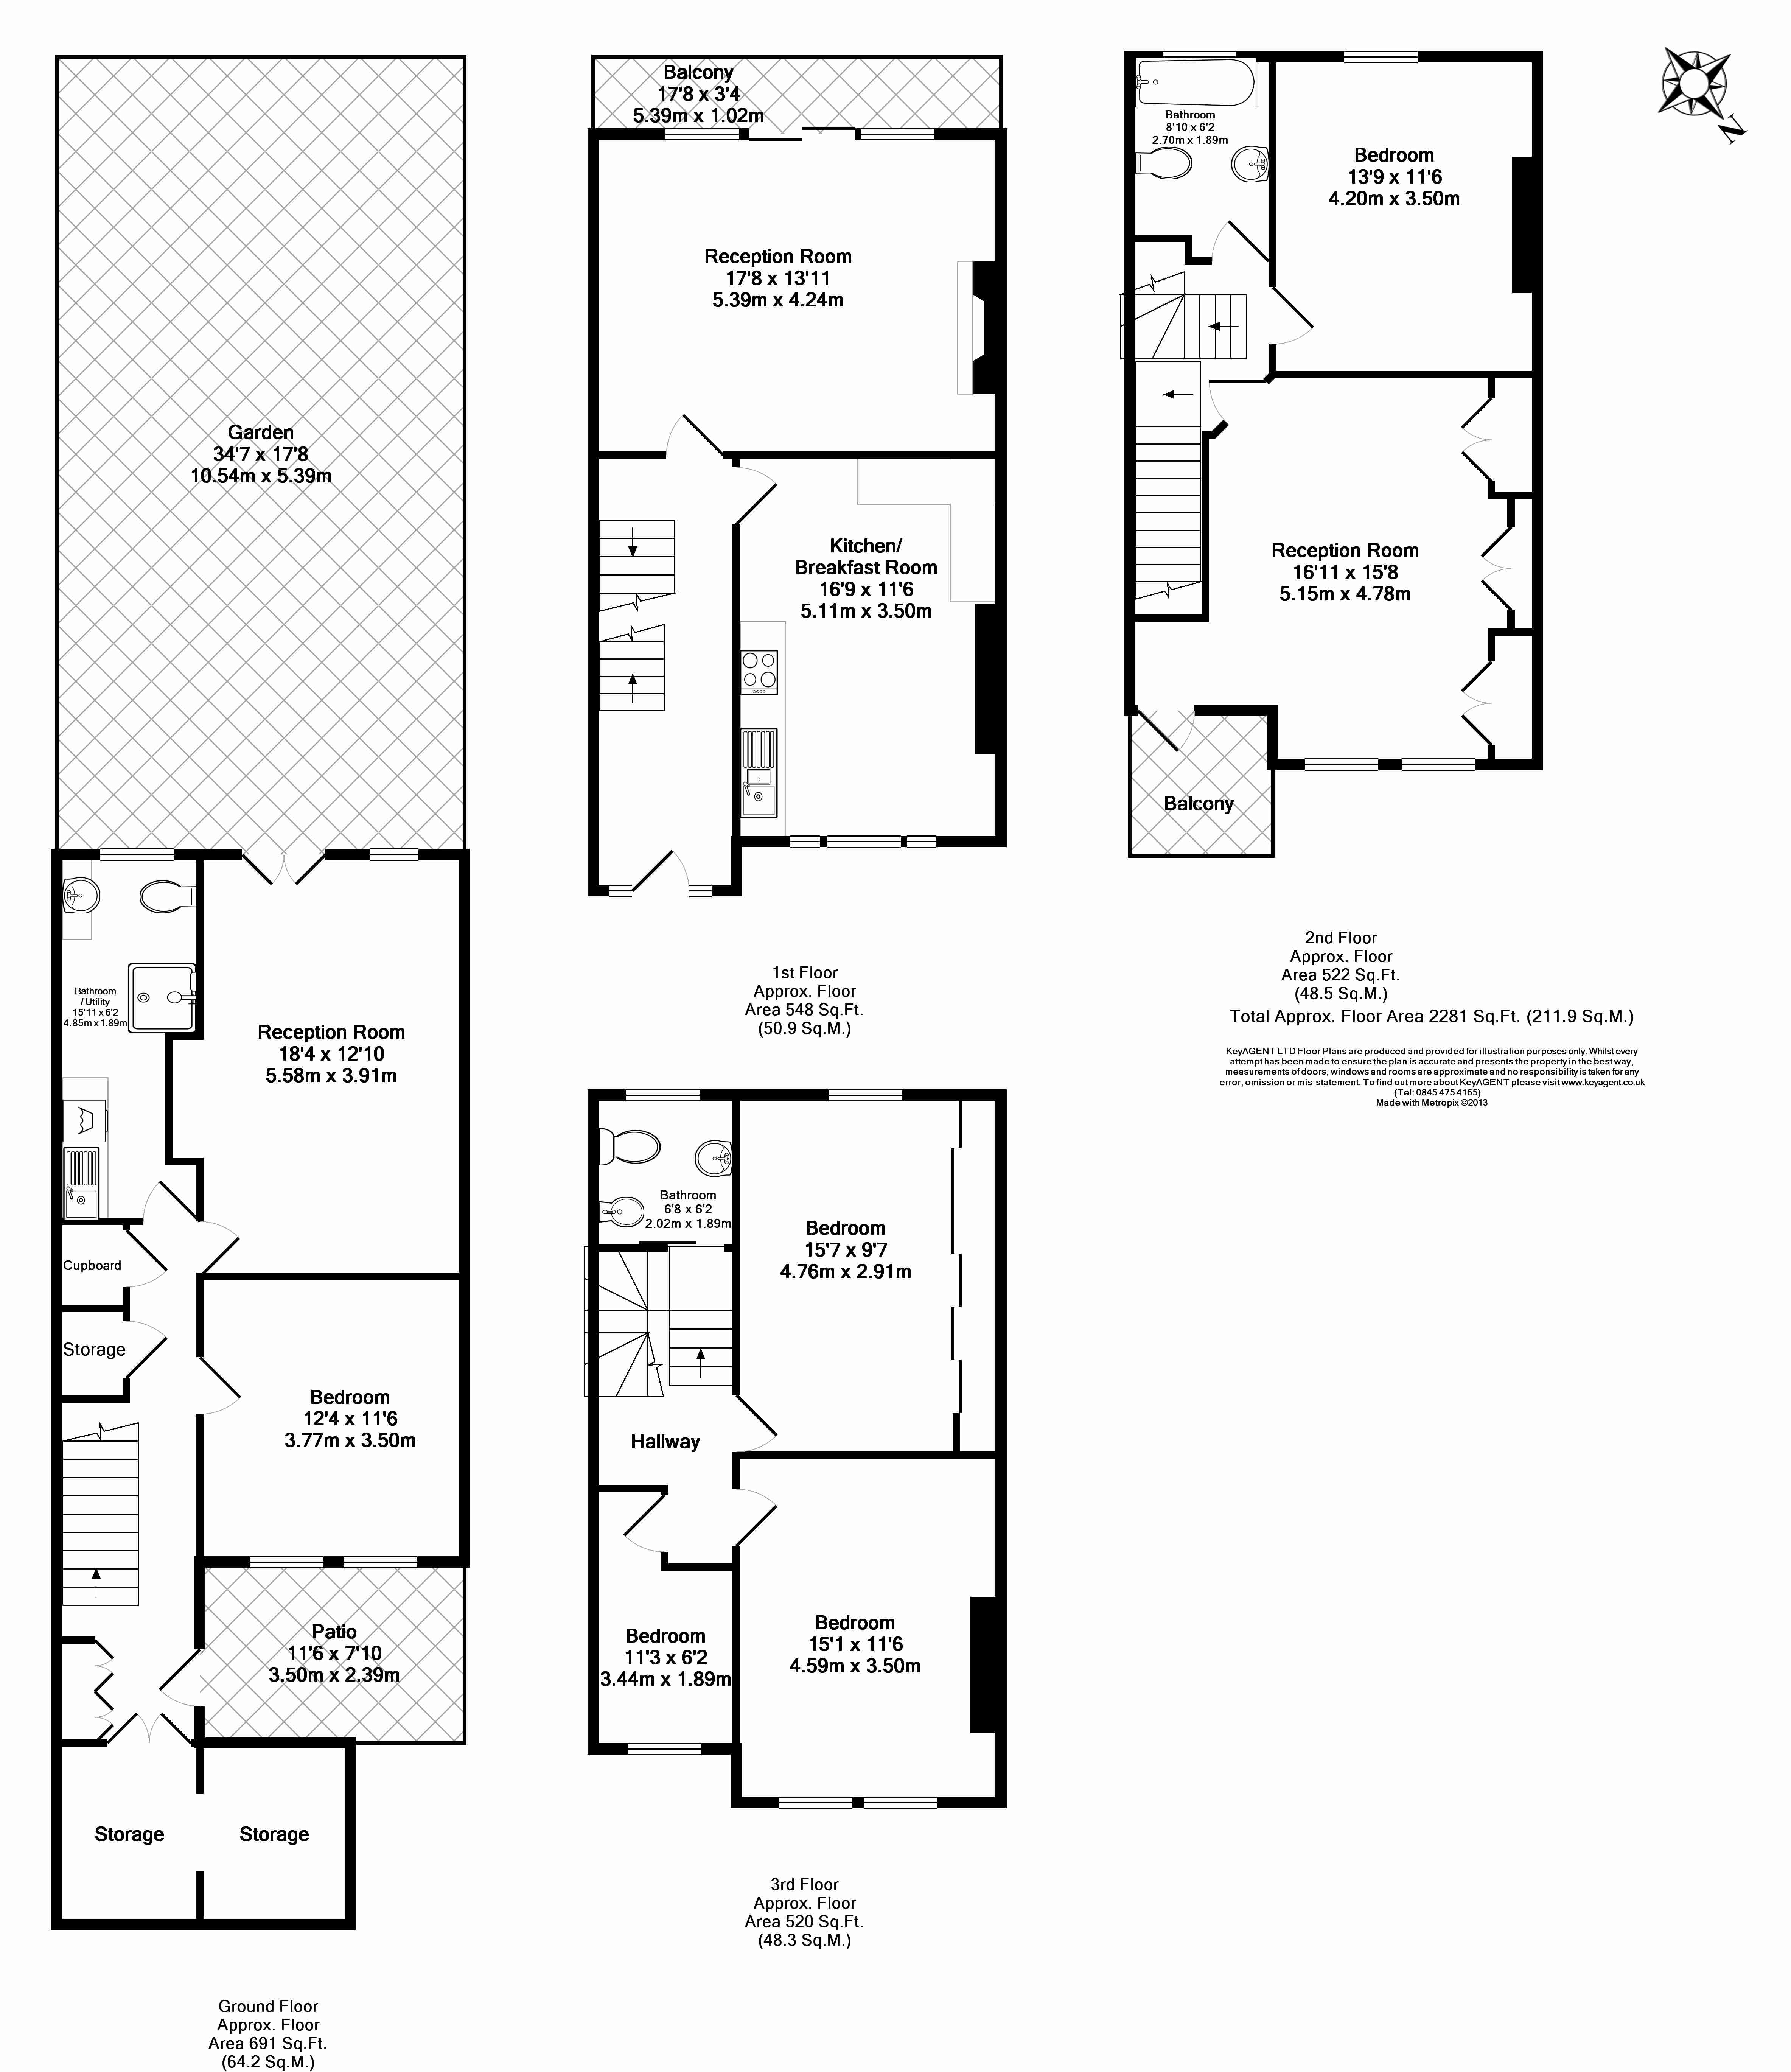 Garden
34'7 x 17'8
10.54m x 5.39m
Bathroom
/ Utility
15'11 x 6'2
4.85m x 1.89m
Reception Room
18'4 x 12'10
5.58m x 3.91m
Cupboard
Storage
Bedroom
12'4 x 11'6
3.77m x 3.50m
Patio
11'6 x 7'10
3.50m x 2.39m
Storage
Storage
Ground Floor
Approx. Floor
Area 691 Sq.Ft.
(64.2 Sq.M.)
Balcony
17'8 x 3'4
5.39m x 1.02m
Reception Room
17'8 x 13'11
5.39m x 4.24m
Kitchen/
Breakfast Room
16'9 x 11'6
5.11m x 3.50m
1st Floor
Approx. Floor
Area 548 Sq.Ft.
(50.9 Sq.M.)
Bathroom
6'8 x 6'2
2.02m x 1.89m
Bedroom
15'7 x 9'7
4.76m x 2.91m
Hallway
Bedroom
11'3 x 6'2
3.44m x 1.89m
Bedroom
15'1 x 11'6
4.59m x 3.50m
3rd Floor
Approx. Floor
Area 520 Sq.Ft.
(48.3 Sq.M.)
N
Bathroom
8'10 x 6'2
2.70m x 1.89m
Bedroom
13'9 x 11'6
4.20m x 3.50m
Reception Room
16'11 x 15'8
5.15m x 4.78m
Balcony
2nd Floor
Approx. Floor
Area 522 Sq.Ft.
(48.5 Sq.M.)
Total Approx. Floor Area 2281 Sq.Ft. (211.9 Sq.M.)
KeyAGENT LTD Floor Plans are produced and provided for illustration purposes only. Whilst every
attempt has been made to ensure the plan is accurate and presents the property in the best way,
measurements of doors, windows and rooms are approximate and no responsibility is taken for any
error, omission or mis-statement. To find out more about KeyAGENT please visit www.keyagent.co.uk
(Tel: 0845 475 4165)
Made with Metropix ©2013